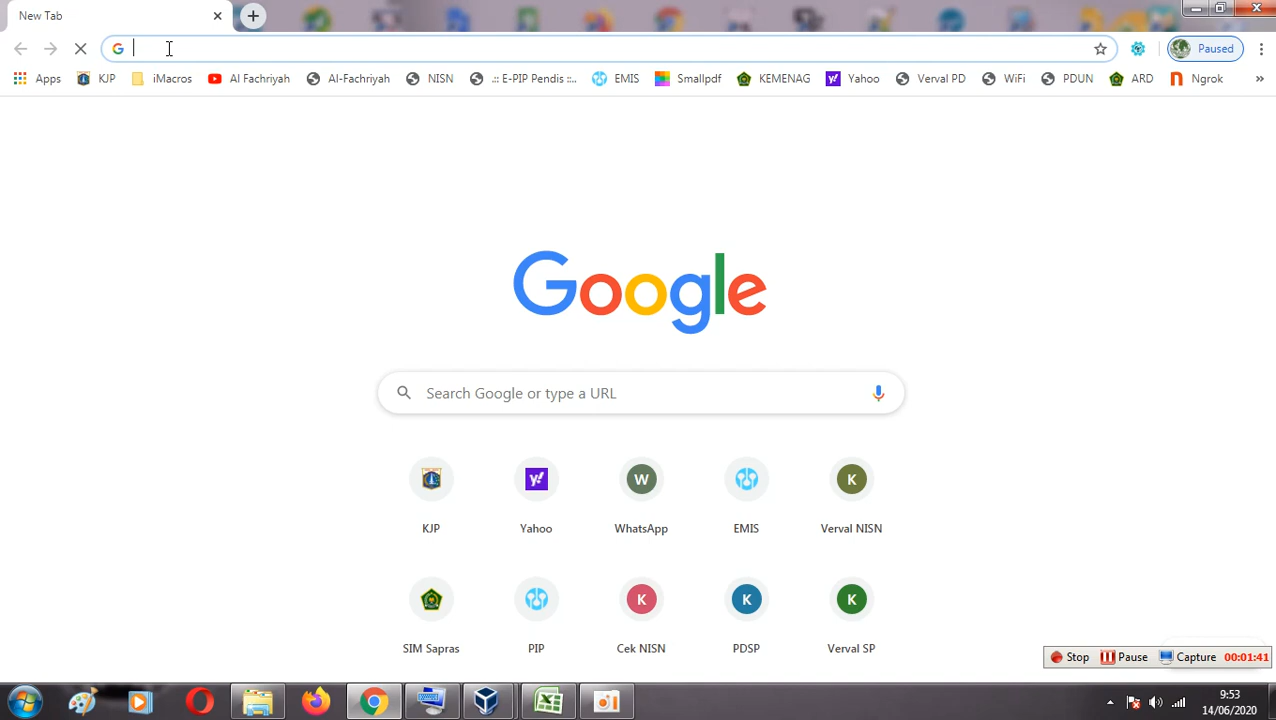 New Tab
Paused
Apps KJP iMacros Al Fachriyah Al-Fachriyah NISN .:: E-PIP Pendis ::.. EMIS Smallpdf KEMENAG Yahoo Verval PD WiFi PDUN ARD Ngrok »
Google
Search Google or type a URL
W K
KJP Yahoo WhatsApp EMIS Verval NISN
K K K
SIM Sapras PIP Cek NISN PDSP Verval SP
Stop Pause Capture 00:01:41
9:53
14/06/2020